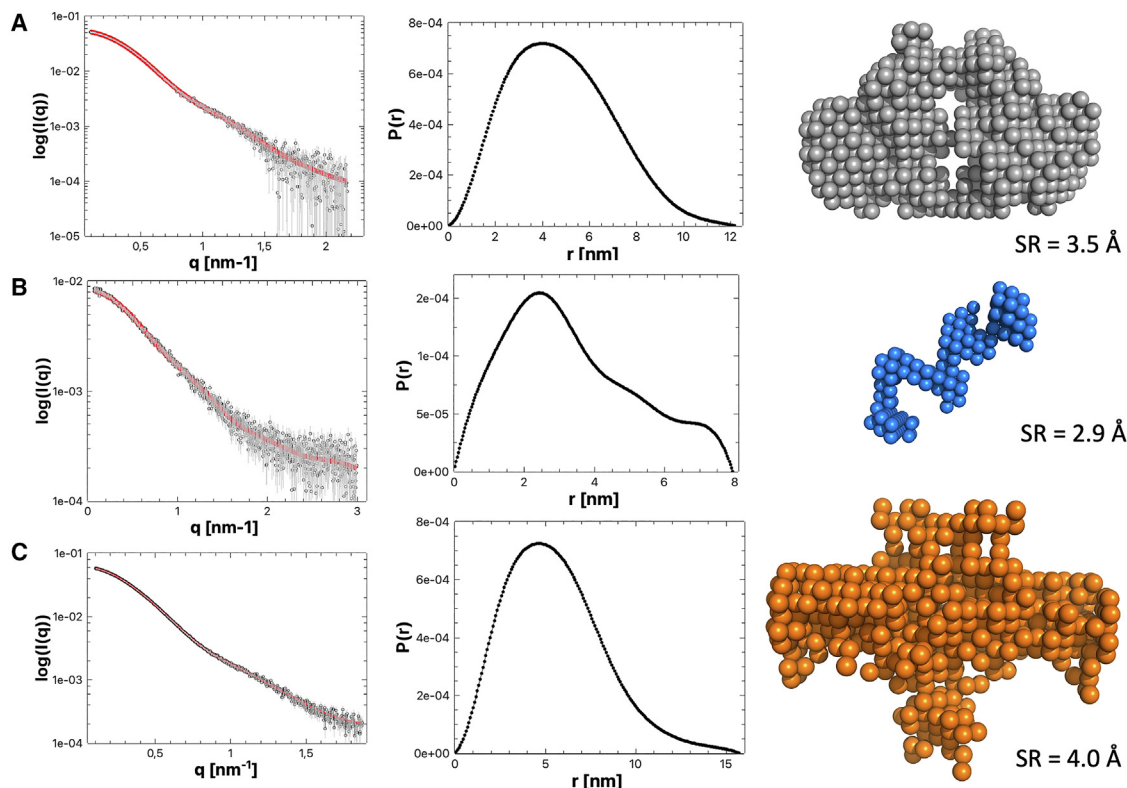 A
log(I(q))
1e-01
1e-02
1e-03
1e-04
1e-05
0,5
1
1,5
2
q [nm-1]
P(r)
8e-04
6e-04
4e-04
2e-04
0e+00
0
2
4
6
8
10
12
r [nm]
SR = 3.5 Å
B
log(I(q))
1e-02
1e-03
1e-04
0
1
2
3
q [nm-1]
P(r)
2e-04
1e-04
5e-05
0e+00
0
2
4
6
8
r [nm]
SR = 2.9 Å
C
log(I(q))
1e-01
1e-02
1e-03
1e-04
0,5
1
1,5
q [nm⁻¹]
P(r)
8e-04
6e-04
4e-04
2e-04
0e+00
0
5
10
15
r [nm]
SR = 4.0 Å